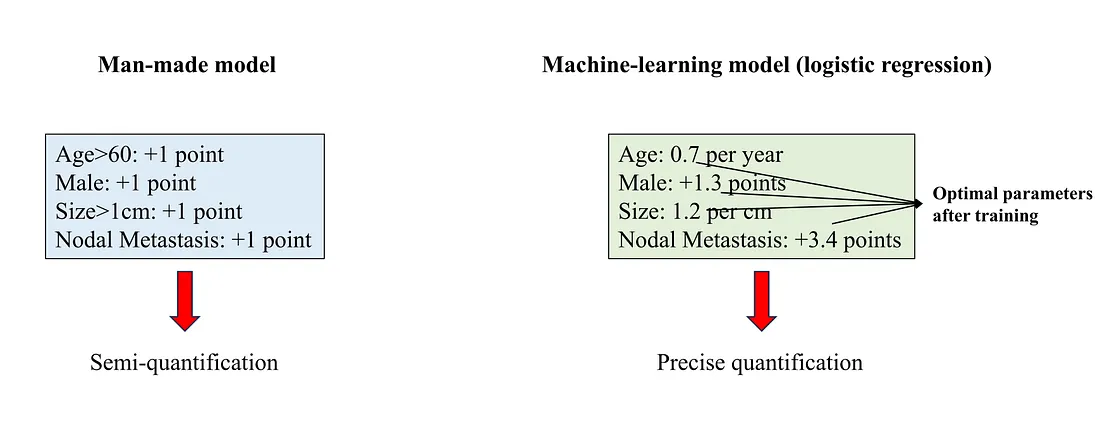 Man-made model
Machine-learning model (logistic regression)
Age>60: +1 point
Male: +1 point
Size>1cm: +1 point
Nodal Metastasis: +1 point
Age: 0.7 per year
Male: +1.3 points
Size: 1.2 per cm
Nodal Metastasis: +3.4 points
Optimal parameters
after training
Semi-quantification
Precise quantification